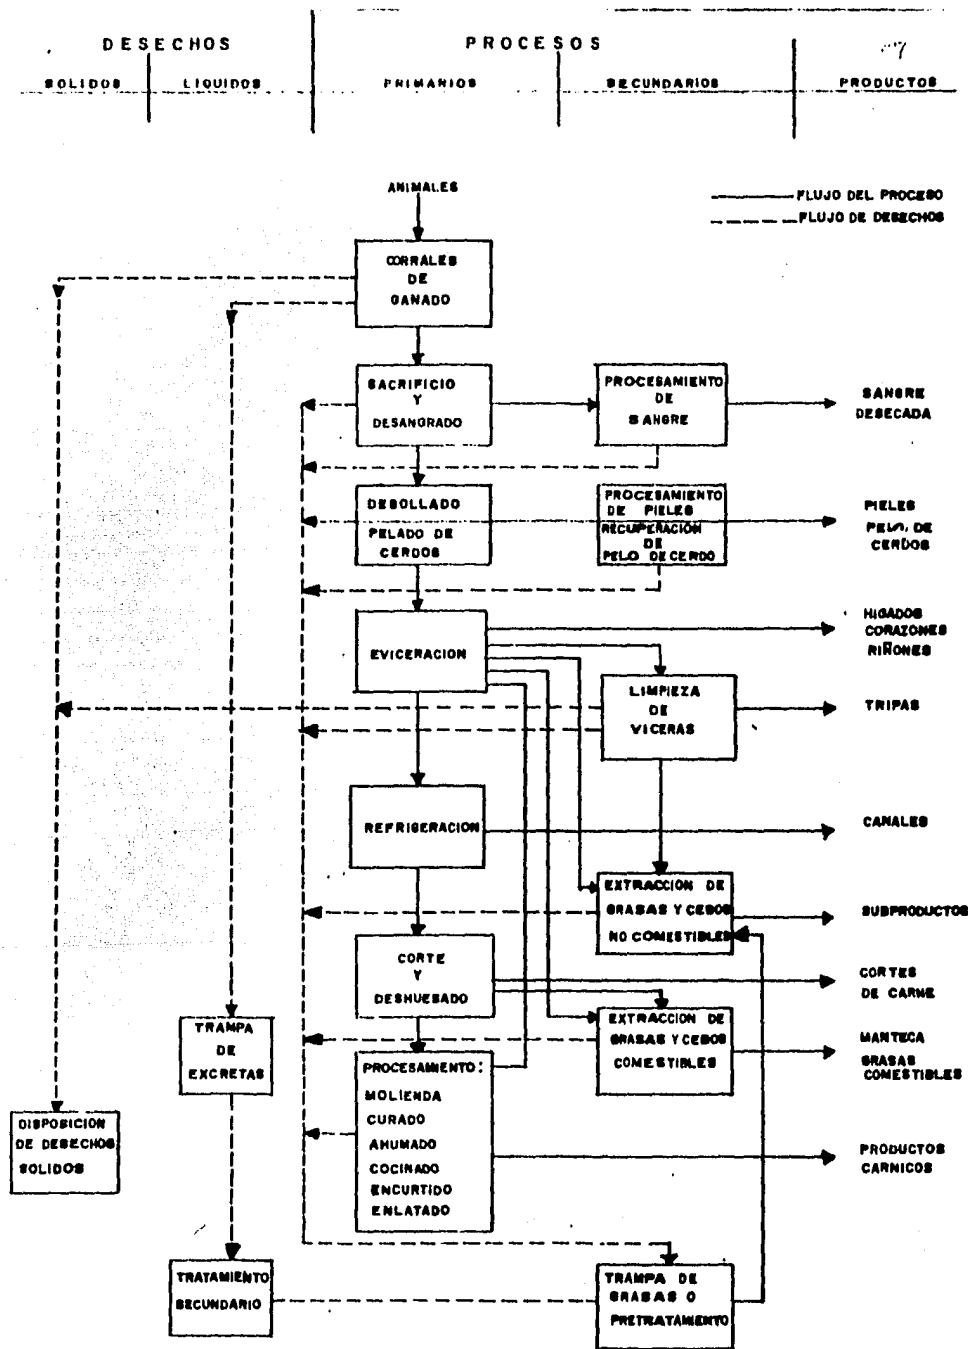 DESECHOS
PROCESOS
SOLIDOS
LIQUIDOS
PRIMARIOS
SECUNDARIOS
PRODUCTOS
ANIMALES
FLUJO DEL PROCESO
FLUJO DE DESECHOS
CORRALES
DE
GANADO
SACRIFICIO
Y
DESANGRADO
PROCESAMIENTO
DE
SANGRE
SANGRE
DESECADA
DESOLLADO
PELADO DE
CERDOS
PROCESAMIENTO
DE PIELES
RECUPERACIÓN
DE
PELO DE CERDO
PIELES
DE
CERDOS
EVICERACION
HIGADOS
CORAZONES
RIÑONES
LIMPIEZA
DE
VICERAS
TRIPAS
REFRIGERACION
CANALES
EXTRACCION DE
GRASAS Y CEBOS
NO COMESTIBLES
SUBPRODUCTOS
CORTE
Y
DESHUESADO
CORTES
DE CARNE
TRAMPA
DE
EXCRETAS
EXTRACCION DE
GRASAS Y CEBOS
COMESTIBLES
MANTECA
GRASAS
COMESTIBLES
PROCESAMIENTO:
MOLIENDA
CURADO
AHUMADO
COCINADO
ENCURTIDO
ENLATADO
DISPOSICION
DE DESECHOS
SOLIDOS
PRODUCTOS
CARNICOS
TRATAMIENTO
SECUNDARIO
TRAMPA DE
GRASAS O
PRETRATAMIENTO